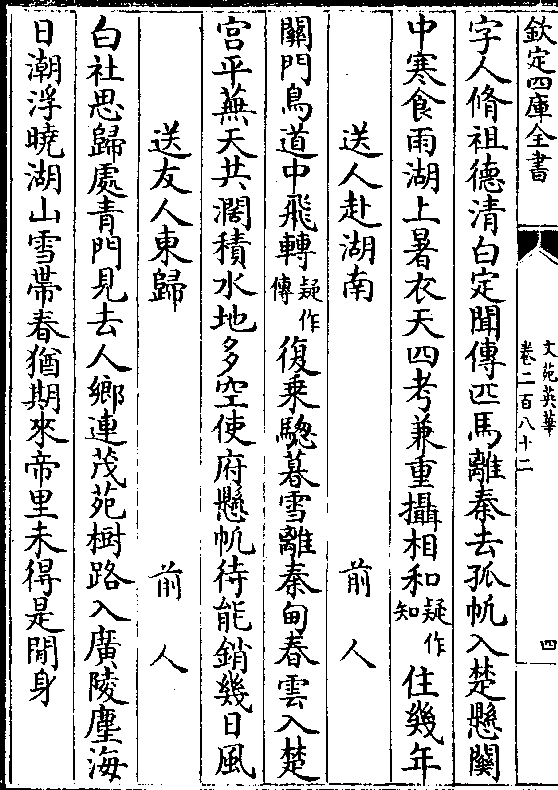 欽定四庫全書
文苑英華
卷二百八十二
四
字人脩祖德清白定聞傳匹馬離秦去孤帆入楚懸闗
中寒食雨湖上暑衣天四考兼重攝相和疑作知住幾年
送人赴湖南 前人
關門鳥道中飛轉疑作傳復乗驄暮雪離秦甸春雲入楚
宫平蕪天共濶積水地多空使府懸帆待能銷幾日風
送友人東歸 前人
白社思歸處青門見去人鄉連茂苑樹路入廣陵塵海
日潮浮曉湖山雪帶春猶期來帝里未得是閒身